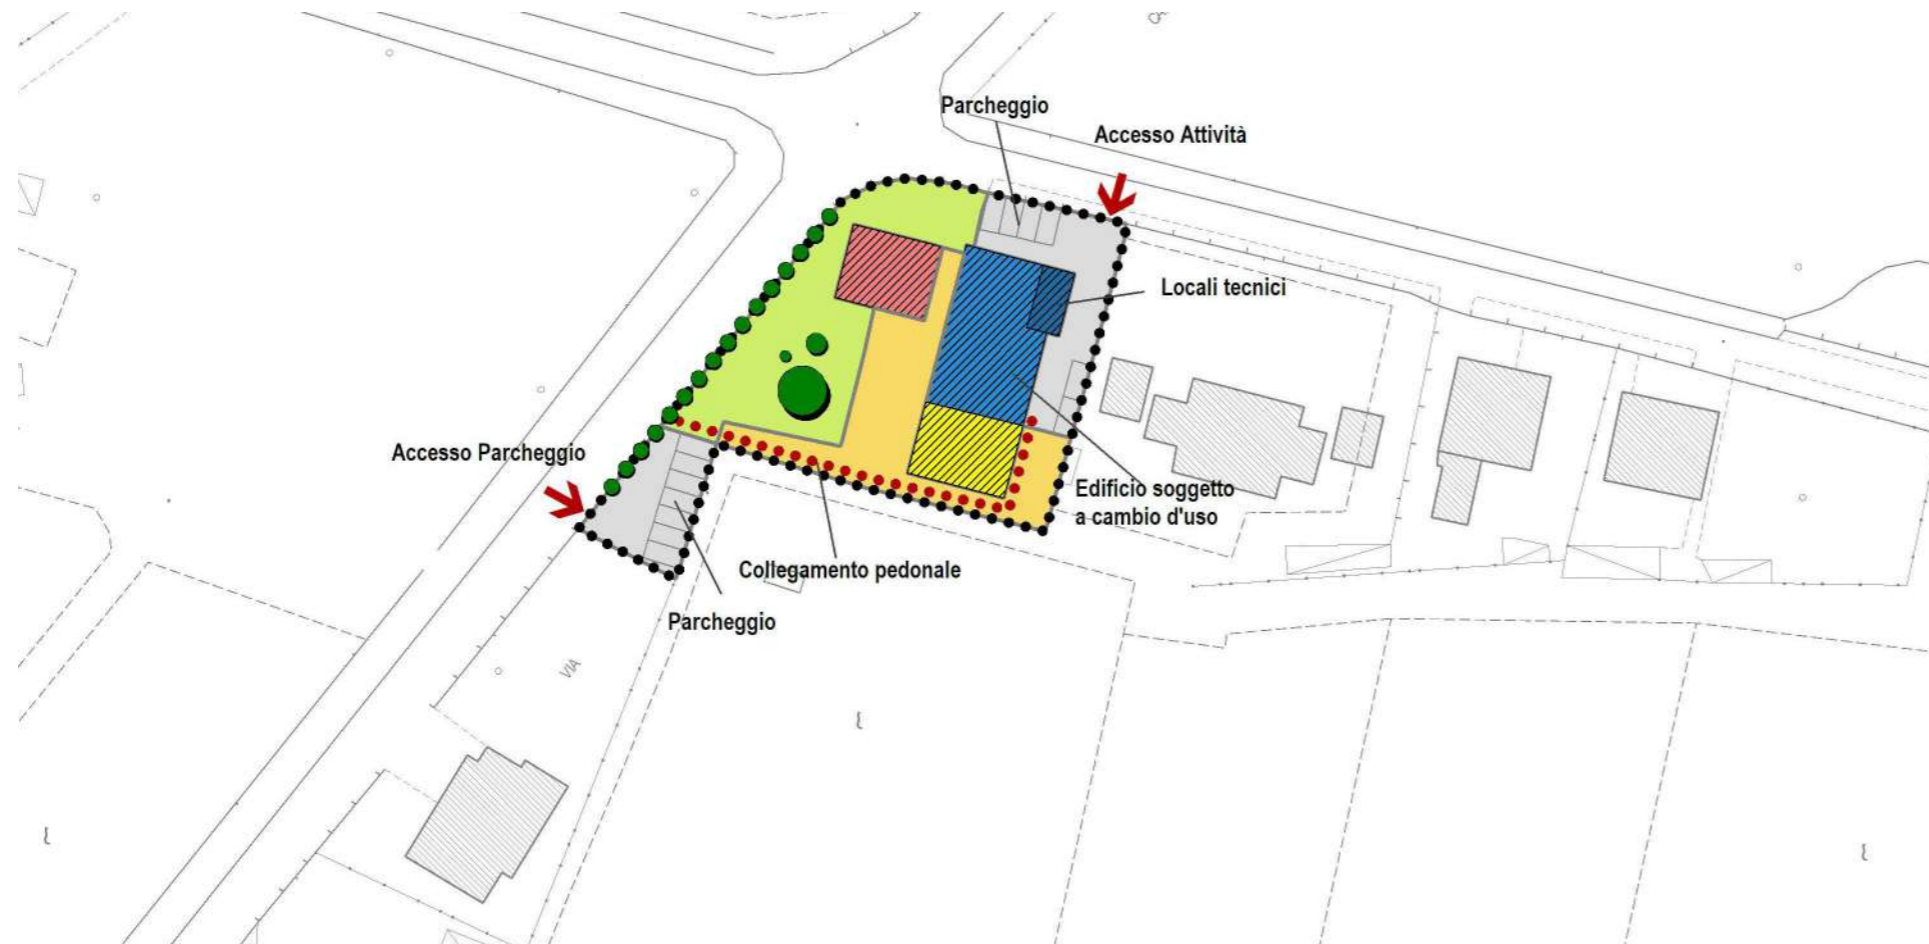 Parcheggio
Accesso Attività
Locali tecnici
Accesso Parcheggio
Edificio soggetto
a cambio d'uso
Collegamento pedonale
Parcheggio
VIA